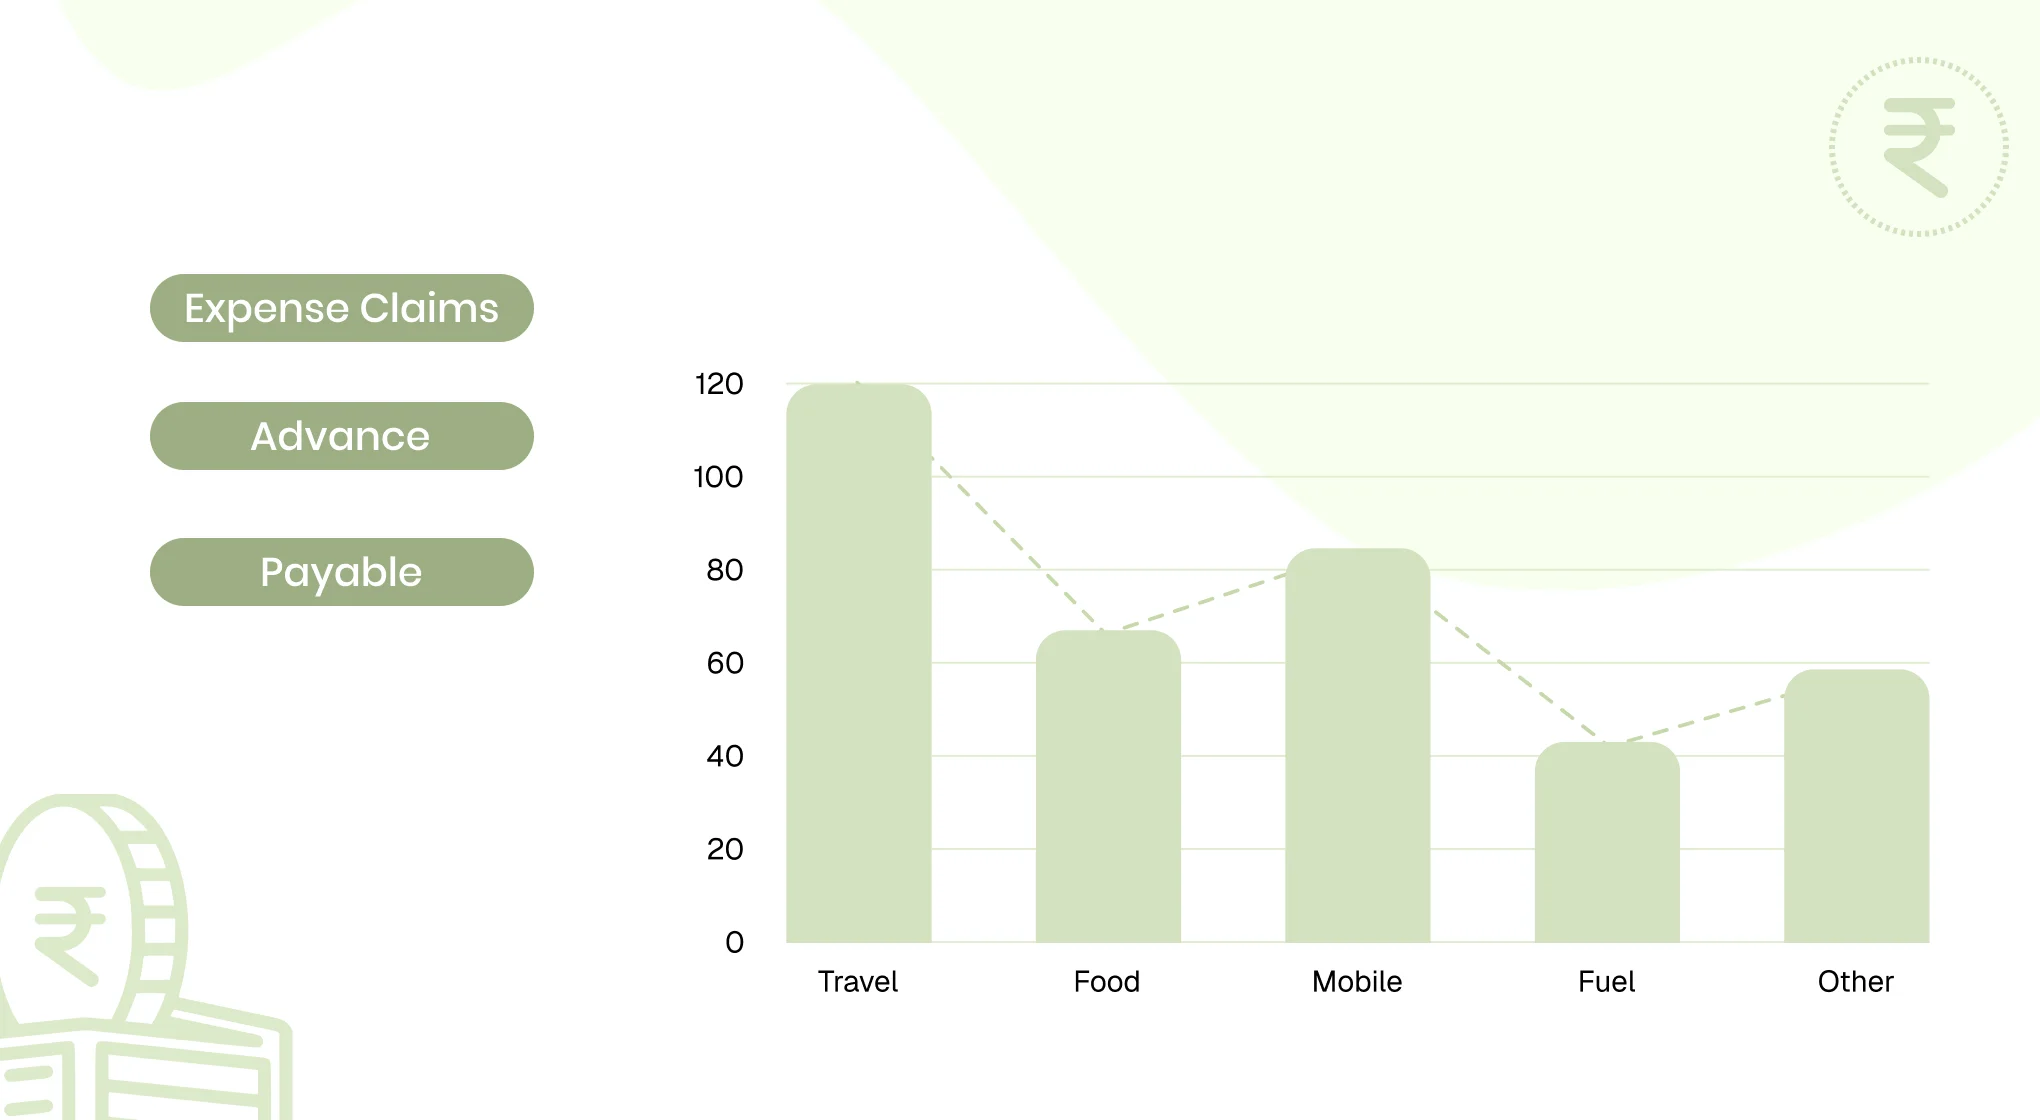 ₹
Expense Claims
Advance
Payable
120
100
80
60
40
20
0
Travel Food Mobile Fuel Other
₹